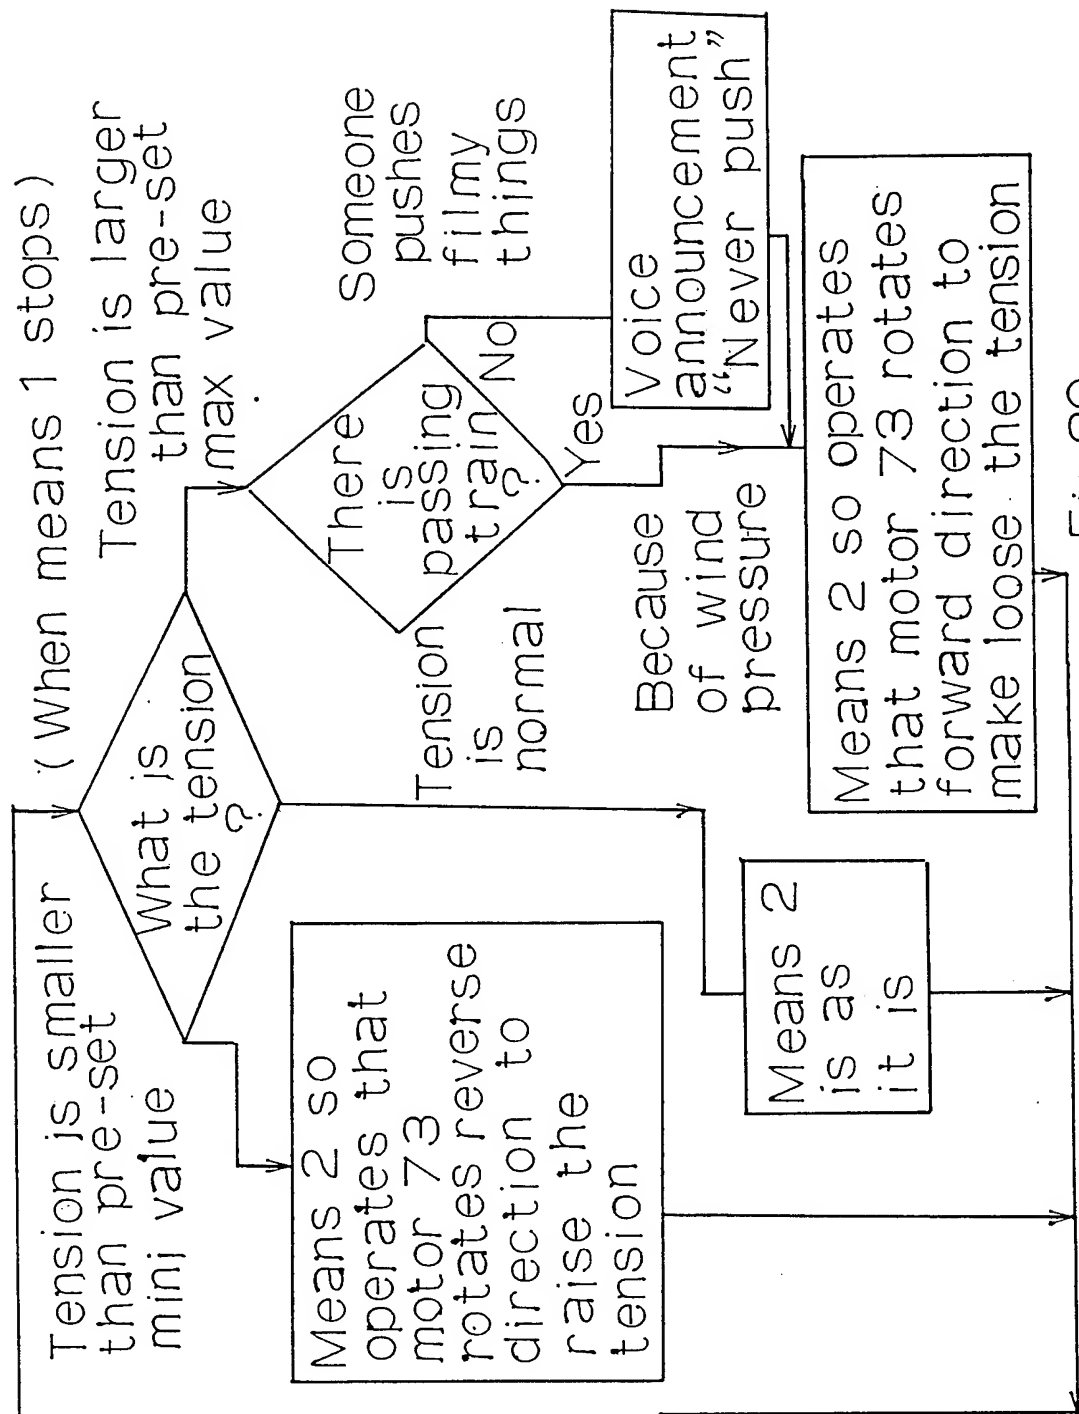 (When means 1 stops)
Tension is smaller
than pre-set
mini value
What is
the tension
?
Tension is larger
than pre-set
max value
Means 2 so
operates that
motor 73
rotates reverse
direction to
raise the
tension
Tension
is
normal
There
is
passing
train
?
No
Yes
Someone
pushes
filmy
things
Because
of wind
pressure
Voice
announcement
“Never push”
Means 2
is as
it is
Means 2 so operates
that motor 73 rotates
forward direction to
make loose the tension